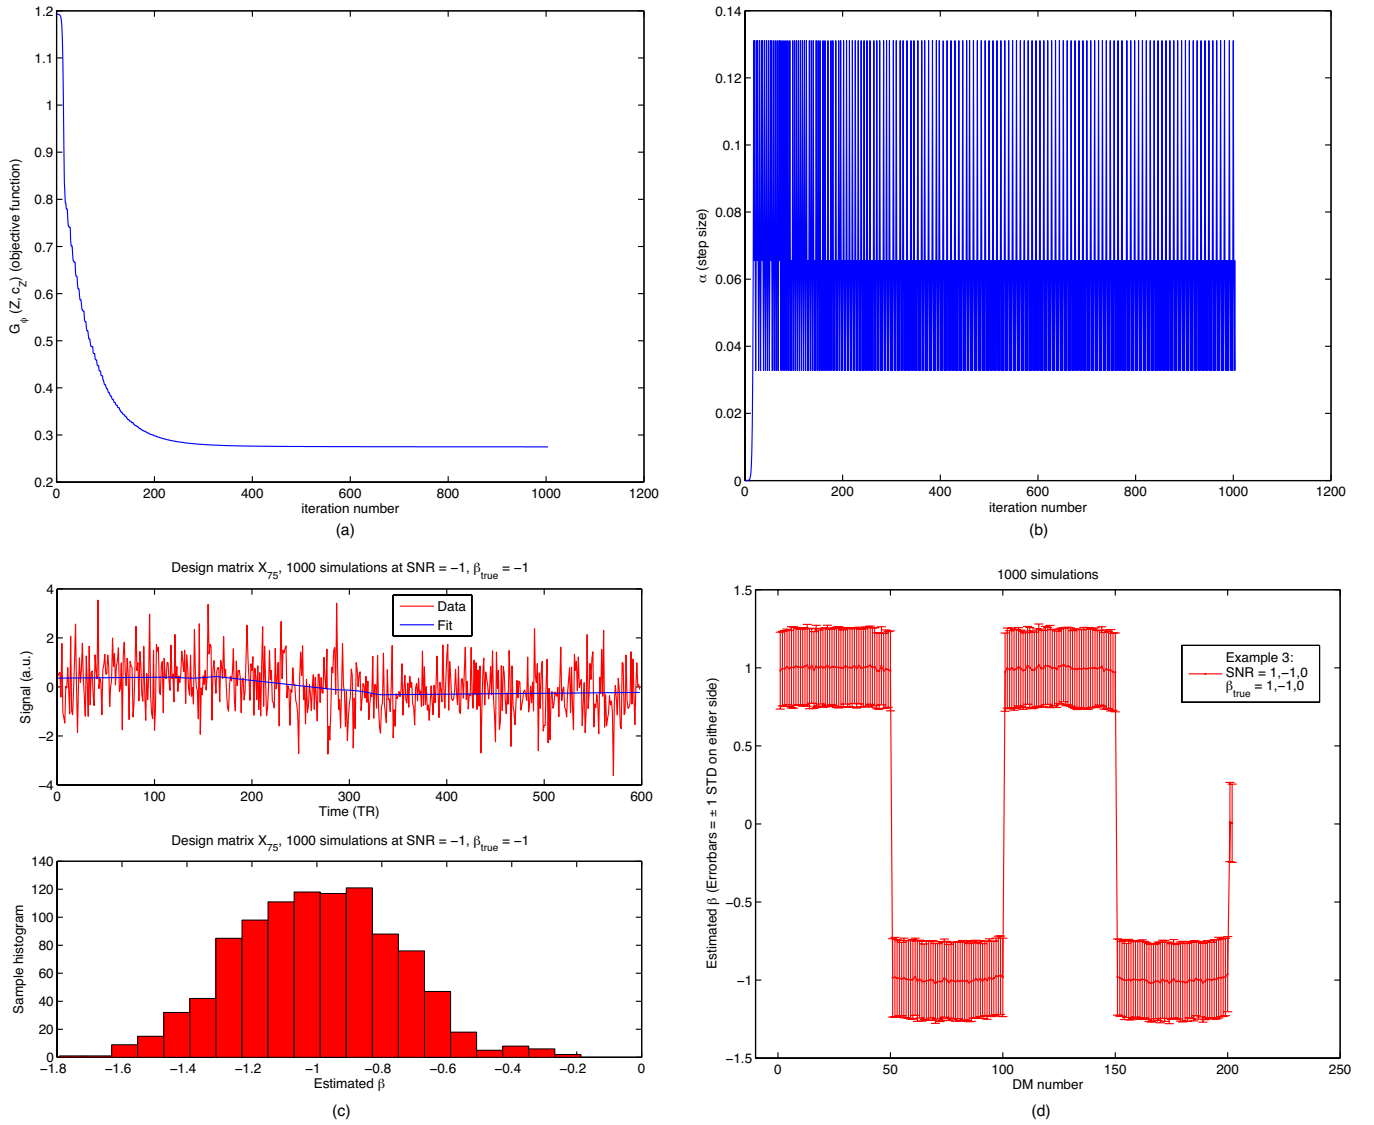 1.2
1.1
1
0.9
0.8
0.7
0.6
0.5
0.4
0.3
0.2
G_ϕ (Z, c_Z) (objective function)
0 200 400 600 800 1000 1200
iteration number
(a)
0.14
0.12
0.1
0.08
0.06
0.04
0.02
0
α (step size)
0 200 400 600 800 1000 1200
iteration number
(b)
Design matrix X_75, 1000 simulations at SNR = −1, β_true = −1
4
2
0
−2
−4
Signal (a.u.)
Data
Fit
0 100 200 300 400 500 600
Time (TR)
Design matrix X_75, 1000 simulations at SNR = −1, β_true = −1
140
120
100
80
60
40
20
0
Sample histogram
−1.8 −1.6 −1.4 −1.2 −1 −0.8 −0.6 −0.4 −0.2 0
Estimated β
(c)
1000 simulations
1.5
1
0.5
0
−0.5
−1
−1.5
Estimated β (Errorbars = ± 1 STD on either side)
Example 3:
SNR = 1,−1,0
β_true = 1,−1,0
0 50 100 150 200 250
DM number
(d)